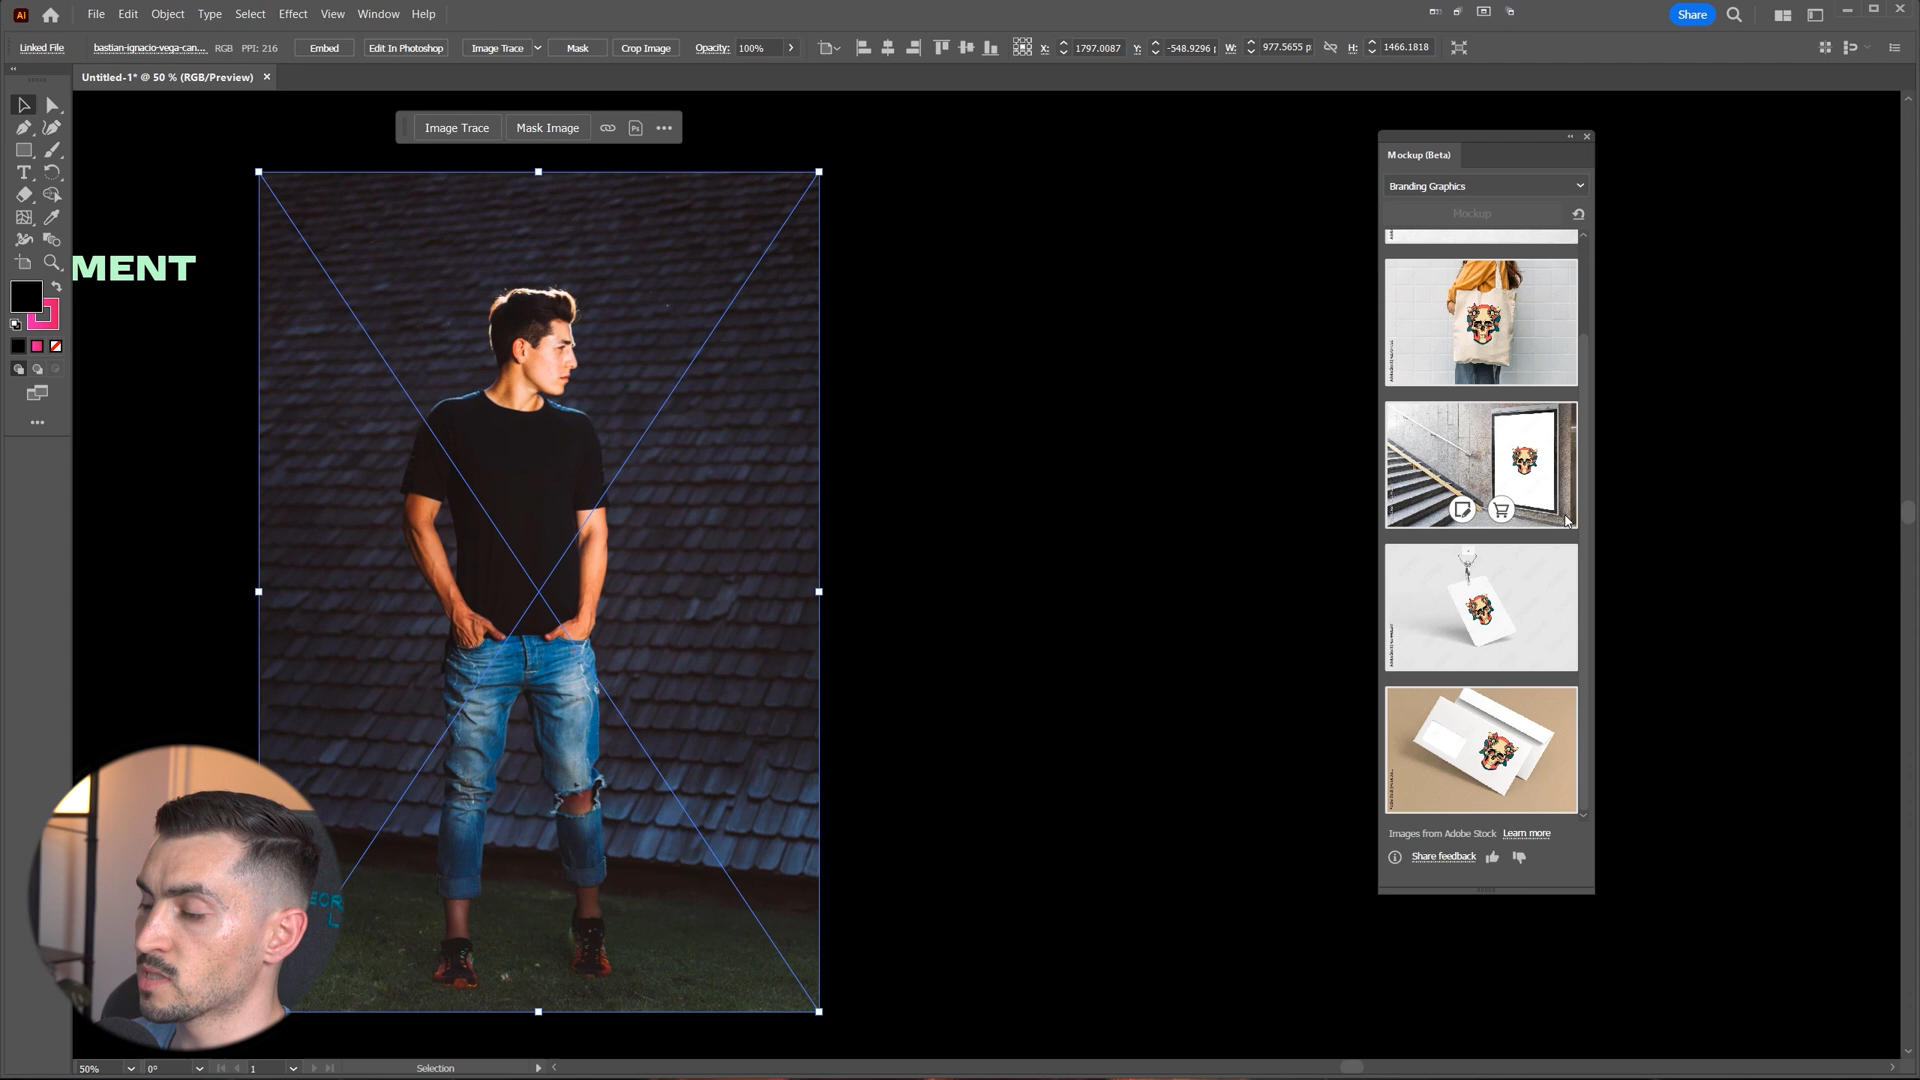 Ai
File Edit Object Type Select Effect View Window Help
Share
Linked File bastian-ignacio-vega-can... RGB PPI: 216 Embed Edit In Photoshop Image Trace Mask Crop Image Opacity: 100% X: 1797.0087 Y: -548.9296 p W: 977.5655 p H: 1466.1818
Untitled-1* @ 50 % (RGB/Preview)
Image Trace Mask Image Ps
MENT
Mockup (Beta)
Branding Graphics
Mockup
Images from Adobe Stock Learn more
Share feedback
50% 0° 1 Selection